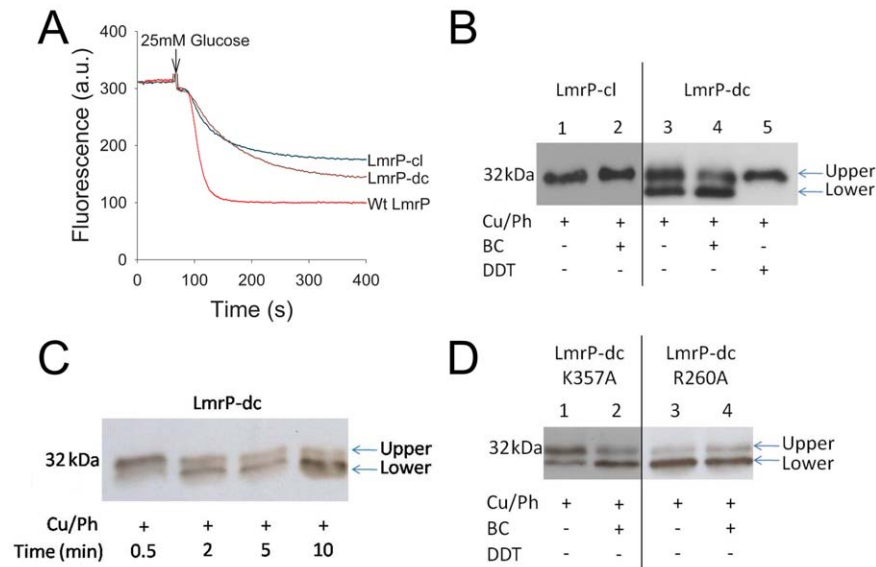 A
25mM Glucose
Fluorescence (a.u.)
400
300
200
100
0
LmrP-cl
LmrP-dc
Wt LmrP
0 100 200 300 400
Time (s)
B
LmrP-cl LmrP-dc
1 2 3 4 5
32kDa
Upper
Lower
Cu/Ph + + + + +
BC - + - + -
DDT - - - - +
C
LmrP-dc
32kDa
Upper
Lower
Cu/Ph + + + +
Time (min) 0.5 2 5 10
D
LmrP-dc LmrP-dc
K357A R260A
1 2 3 4
32kDa
Upper
Lower
Cu/Ph + + + +
BC - + - +
DDT - - - -